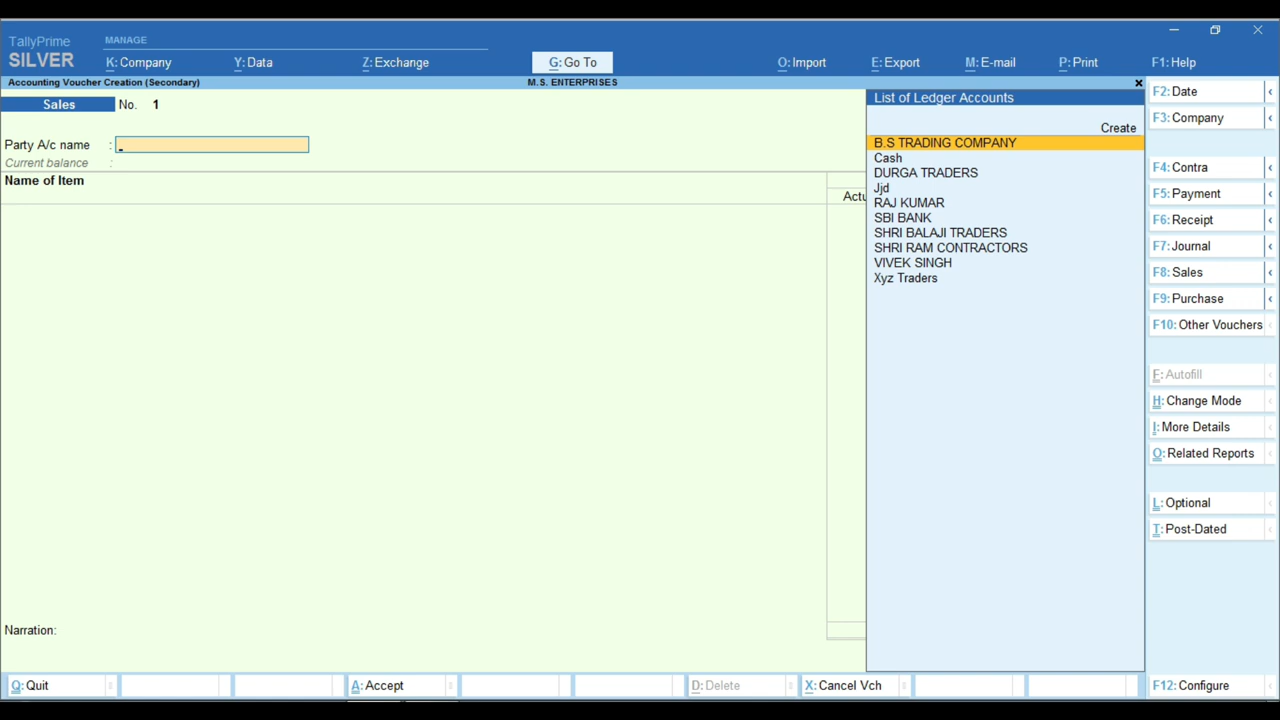 TallyPrime
SILVER
MANAGE
K: Company
Y: Data
Z: Exchange
G: Go To
O: Import
E: Export
M: E-mail
P: Print
F1: Help
Accounting Voucher Creation (Secondary)
M.S. ENTERPRISES
Sales No. 1
Party A/c name :
Current balance :
Name of Item
Actu
Narration:
List of Ledger Accounts
Create
B.S TRADING COMPANY
Cash
DURGA TRADERS
Jjd
RAJ KUMAR
SBI BANK
SHRI BALAJI TRADERS
SHRI RAM CONTRACTORS
VIVEK SINGH
Xyz Traders
F2: Date
F3: Company
F4: Contra
F5: Payment
F6: Receipt
F7: Journal
F8: Sales
F9: Purchase
F10: Other Vouchers
F: Autofill
H: Change Mode
I: More Details
O: Related Reports
L: Optional
T: Post-Dated
Q: Quit
A: Accept
D: Delete
X: Cancel Vch
F12: Configure